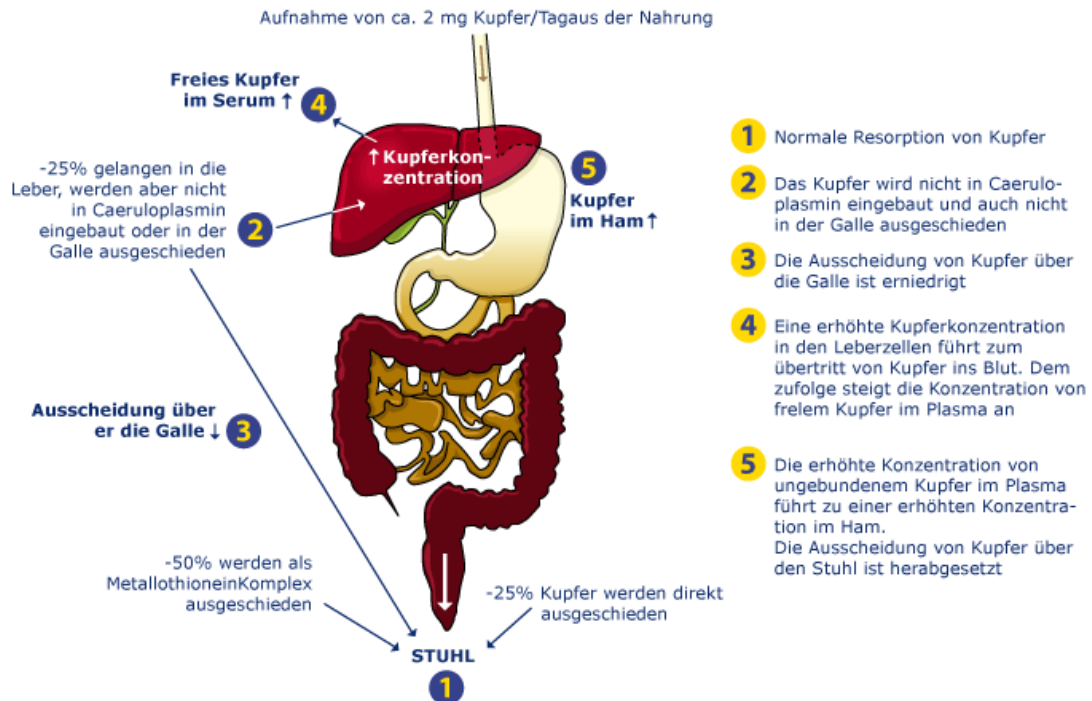 Aufnahme von ca. 2 mg Kupfer/Tagaus der Nahrung
Freies Kupfer
im Serum ↑
4
↑ Kupferkon-
zentration
-25% gelangen in die
Leber, werden aber nicht
in Caeruloplasmin
eingebaut oder in der
Galle ausgeschieden
2
5
Kupfer
im Ham ↑
Ausscheidung über
er die Galle ↓
3
-50% werden als
MetallothioneinKomplex
ausgeschieden
-25% Kupfer werden direkt
ausgeschieden
STUHL
1
1 Normale Resorption von Kupfer
2 Das Kupfer wird nicht in Caerulo-
plasmin eingebaut und auch nicht
in der Galle ausgeschieden
3 Die Ausscheidung von Kupfer über
die Galle ist erniedrigt
4 Eine erhöhte Kupferkonzentration
in den Leberzellen führt zum
übertritt von Kupfer ins Blut. Dem
zufolge steigt die Konzentration von
frelem Kupfer im Plasma an
5 Die erhöhte Konzentration von
ungebundenem Kupfer im Plasma
führt zu einer erhöhten Konzentra-
tion im Ham.
Die Ausscheidung von Kupfer über
den Stuhl ist herabgesetzt